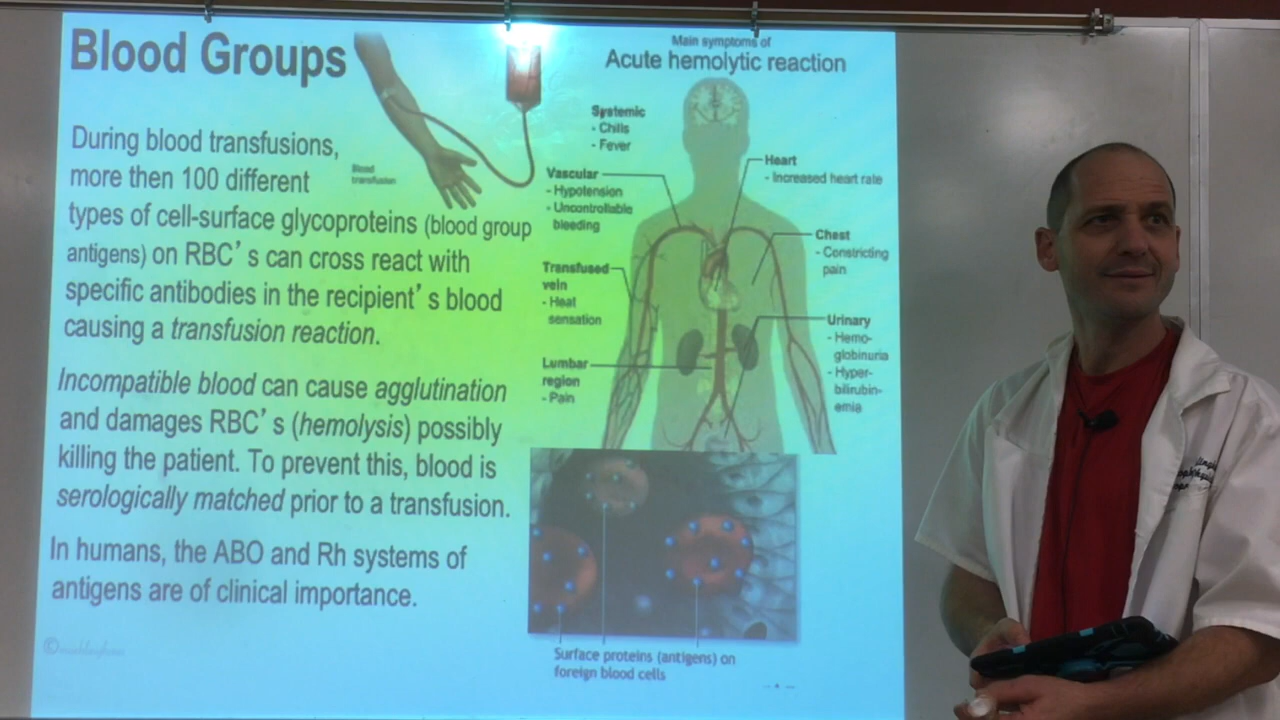 Blood Groups
During blood transfusions,
more then 100 different
types of cell-surface glycoproteins (blood group
antigens) on RBC's can cross react with
specific antibodies in the recipient's blood
causing a transfusion reaction.
Incompatible blood can cause agglutination
and damages RBC's (hemolysis) possibly
killing the patient. To prevent this, blood is
serologically matched prior to a transfusion.
In humans, the ABO and Rh systems of
antigens are of clinical importance.
Blood
transfusion
Main symptoms of
Acute hemolytic reaction
Systemic
- Chills
- Fever
Vascular
- Hypotension
- Uncontrollable
bleeding
Transfused
vein
- Heat
sensation
Lumbar
region
- Pain
Heart
- Increased heart rate
Chest
- Constricting
pain
Urinary
- Hemo-
globinuria
- Hyper-
bilirubin-
emia
Surface proteins (antigens) on
foreign blood cells